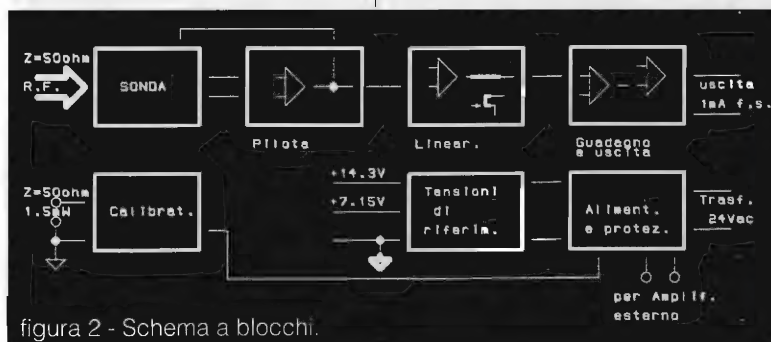 Z=50ohm
R.F.
SONDA
Pilota
Linear.
Guadagno
e uscita
uscita
1mA f.s.
Z=50ohm
1.5mW
Calibrat.
+14.3V
+7.15V
Tensioni
di
riferim.
Aliment.
e protez.
Trasf.
24Vac
per Amplif.
esterno
figura 2 - Schema a blocchi.